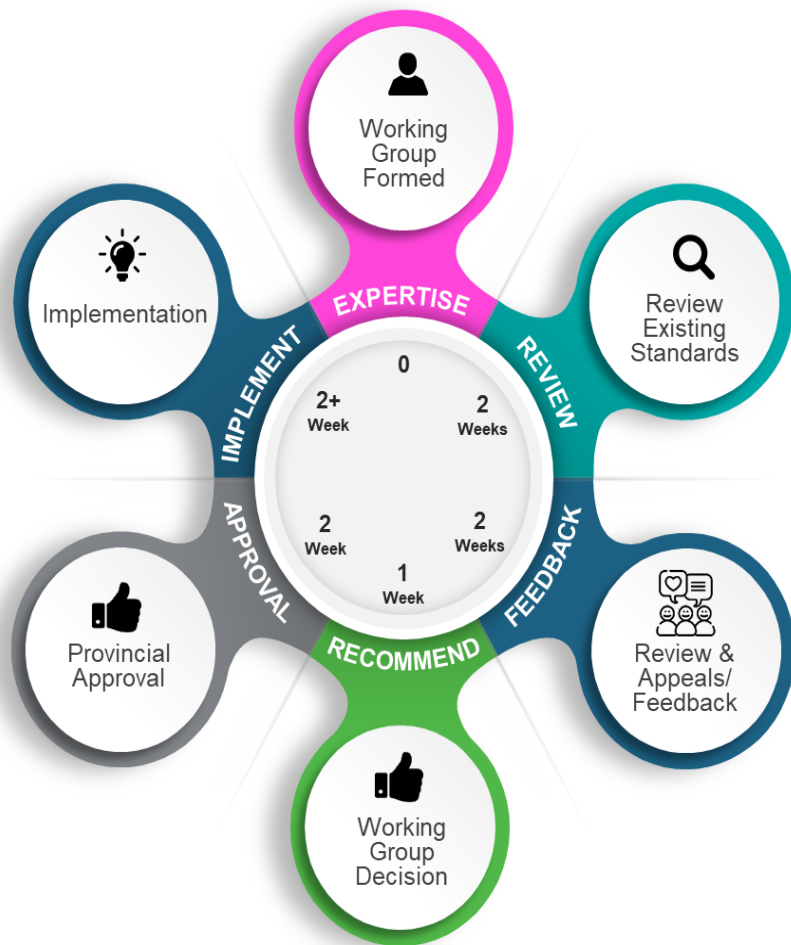 Working
Group
Formed
EXPERTISE
0
Review
Existing
Standards
REVIEW
2
Weeks
Review &
Appeals/
Feedback
FEEDBACK
2
Weeks
Working
Group
Decision
RECOMMEND
1
Week
Provincial
Approval
APPROVAL
2
Week
Implementation
IMPLEMENT
2+
Week